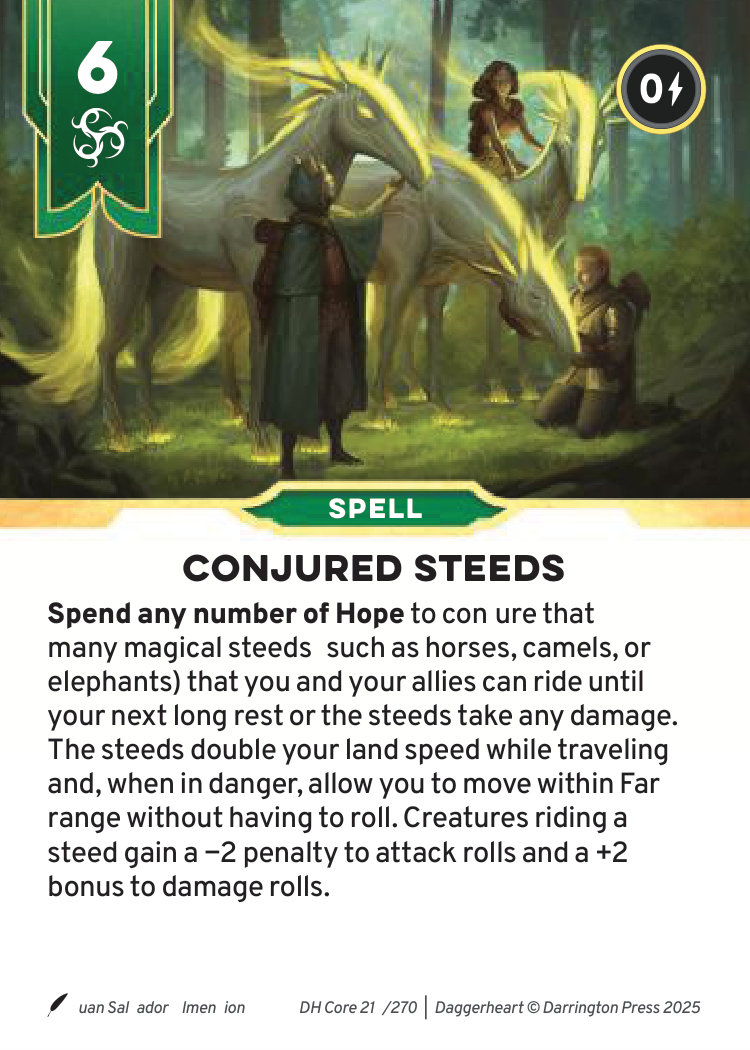 6
0
SPELL
CONJURED STEEDS
Spend any number of Hope to con ure that
many magical steeds such as horses, camels, or
elephants) that you and your allies can ride until
your next long rest or the steeds take any damage.
The steeds double your land speed while traveling
and, when in danger, allow you to move within Far
range without having to roll. Creatures riding a
steed gain a −2 penalty to attack rolls and a +2
bonus to damage rolls.
uan Sal ador Imen ion
DH Core 21 /270 | Daggerheart © Darrington Press 2025